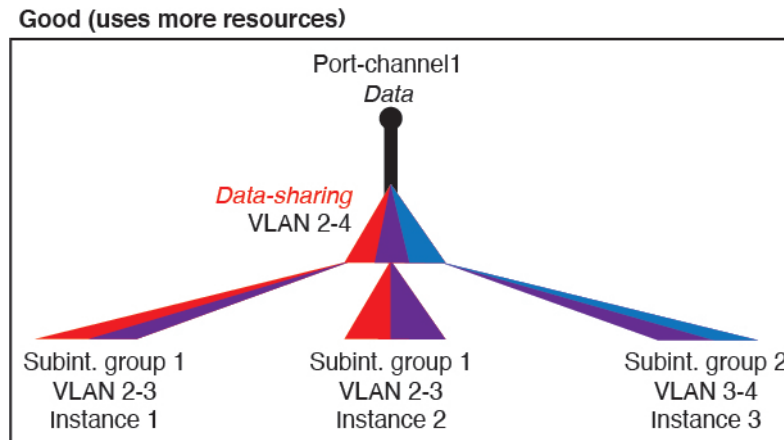 Good (uses more resources)
Port-channel1
Data
Data-sharing
VLAN 2-4
Subint. group 1
VLAN 2-3
Instance 1
Subint. group 1
VLAN 2-3
Instance 2
Subint. group 2
VLAN 3-4
Instance 3